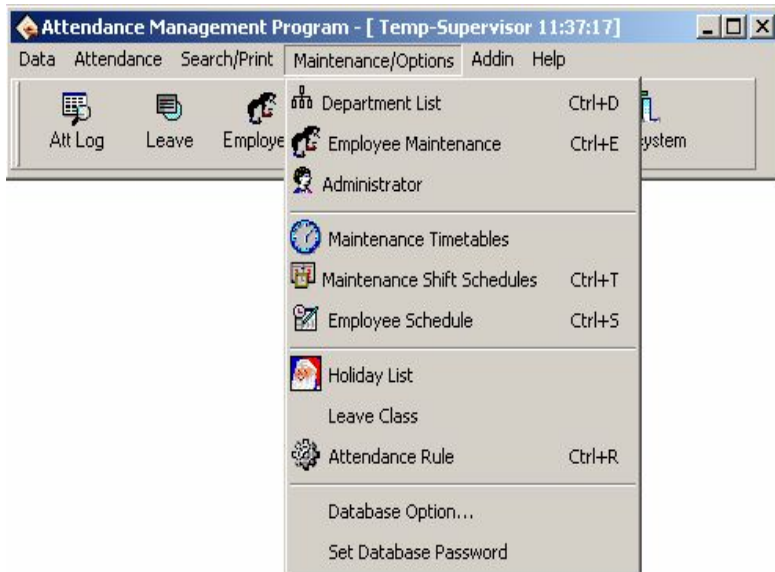 Attendance Management Program - [ Temp-Supervisor 11:37:17]
Data Attendance Search/Print Maintenance/Options Addin Help
Att Log Leave Employe ystem
Department List Ctrl+D
Employee Maintenance Ctrl+E
Administrator
Maintenance Timetables
Maintenance Shift Schedules Ctrl+T
Employee Schedule Ctrl+S
Holiday List
Leave Class
Attendance Rule Ctrl+R
Database Option...
Set Database Password